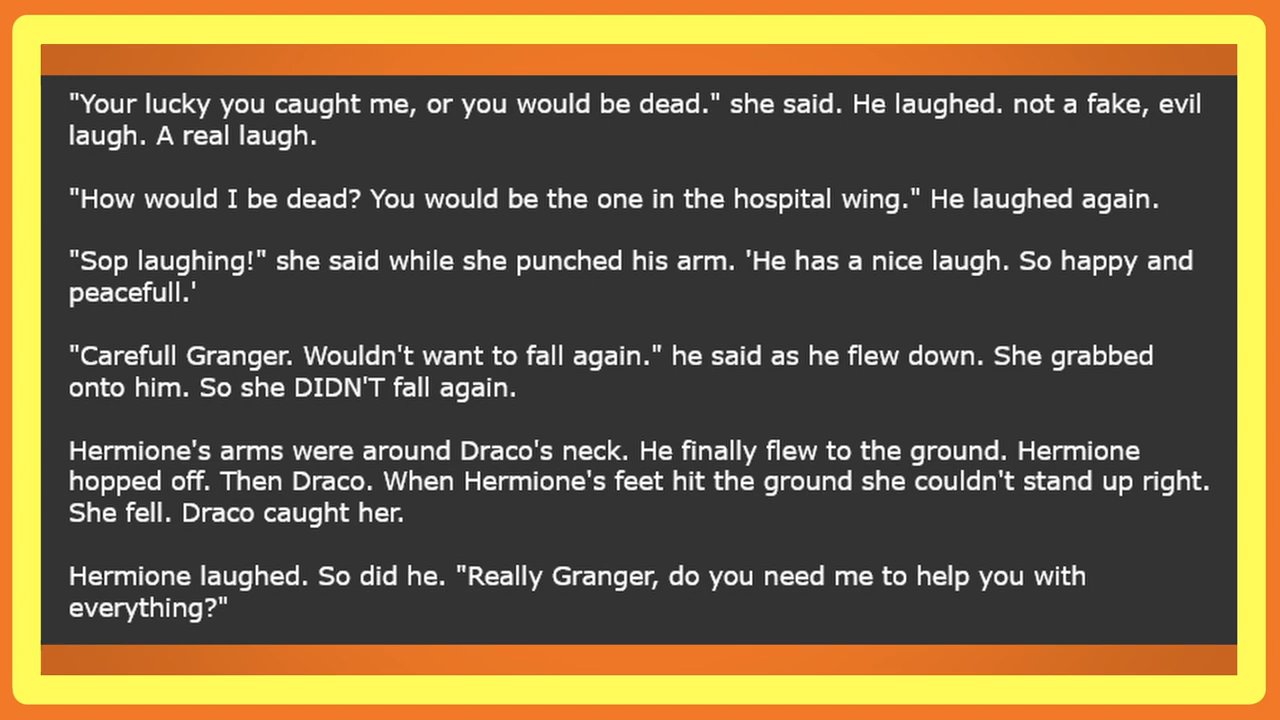 "Your lucky you caught me, or you would be dead." she said. He laughed. not a fake, evil
laugh. A real laugh.
"How would I be dead? You would be the one in the hospital wing." He laughed again.
"Sop laughing!" she said while she punched his arm. 'He has a nice laugh. So happy and
peacefull.'
"Carefull Granger. Wouldn't want to fall again." he said as he flew down. She grabbed
onto him. So she DIDN'T fall again.
Hermione's arms were around Draco's neck. He finally flew to the ground. Hermione
hopped off. Then Draco. When Hermione's feet hit the ground she couldn't stand up right.
She fell. Draco caught her.
Hermione laughed. So did he. "Really Granger, do you need me to help you with
everything?"